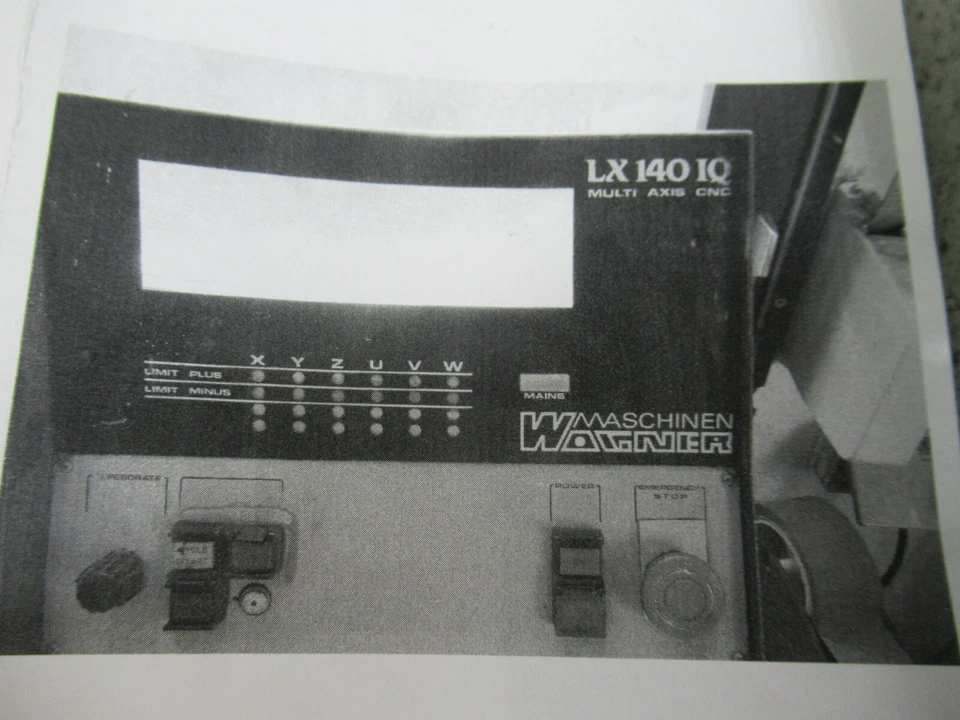 LX 140 IQ
MULTI AXIS CNC
X Y Z U V W
LIMIT PLUS
LIMIT MINUS
MAINS
MASCHINEN
WAGNER
FEEDRATE
POWER
EMERGENCY
STOP